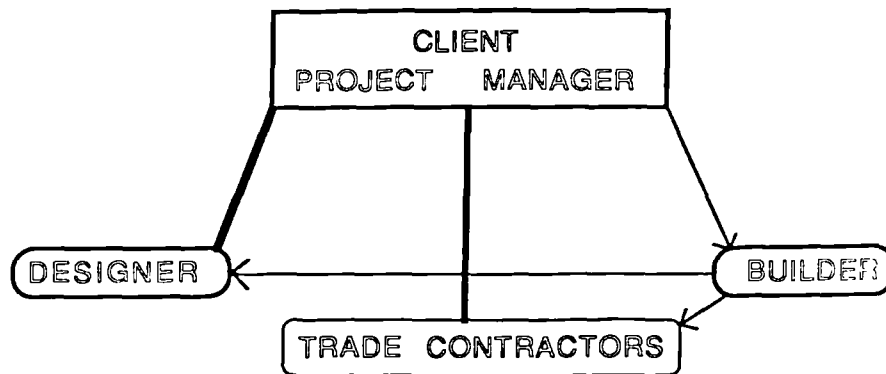 CLIENT
PROJECT MANAGER
DESIGNER
BUILDER
TRADE CONTRACTORS